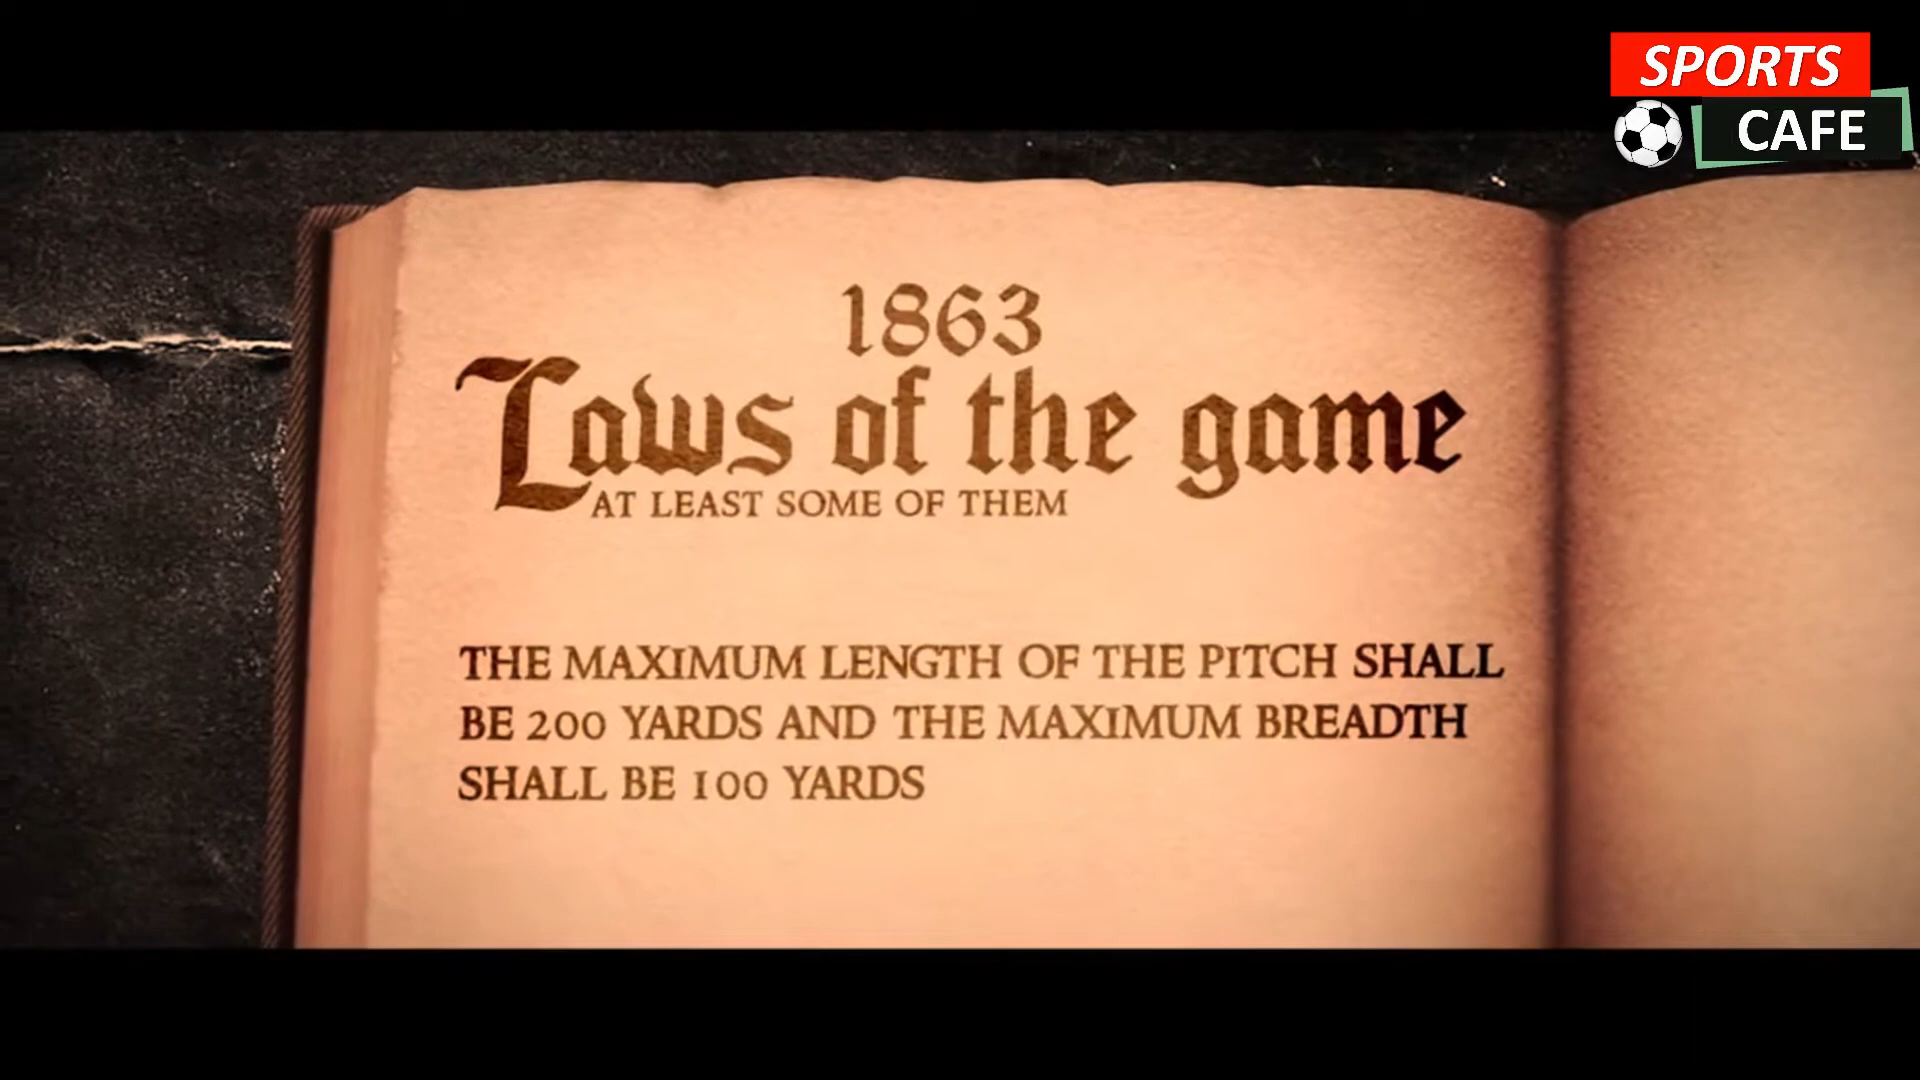 SPORTS
CAFE
1863
Laws of the game
AT LEAST SOME OF THEM
THE MAXIMUM LENGTH OF THE PITCH SHALL
BE 200 YARDS AND THE MAXIMUM BREADTH
SHALL BE 100 YARDS